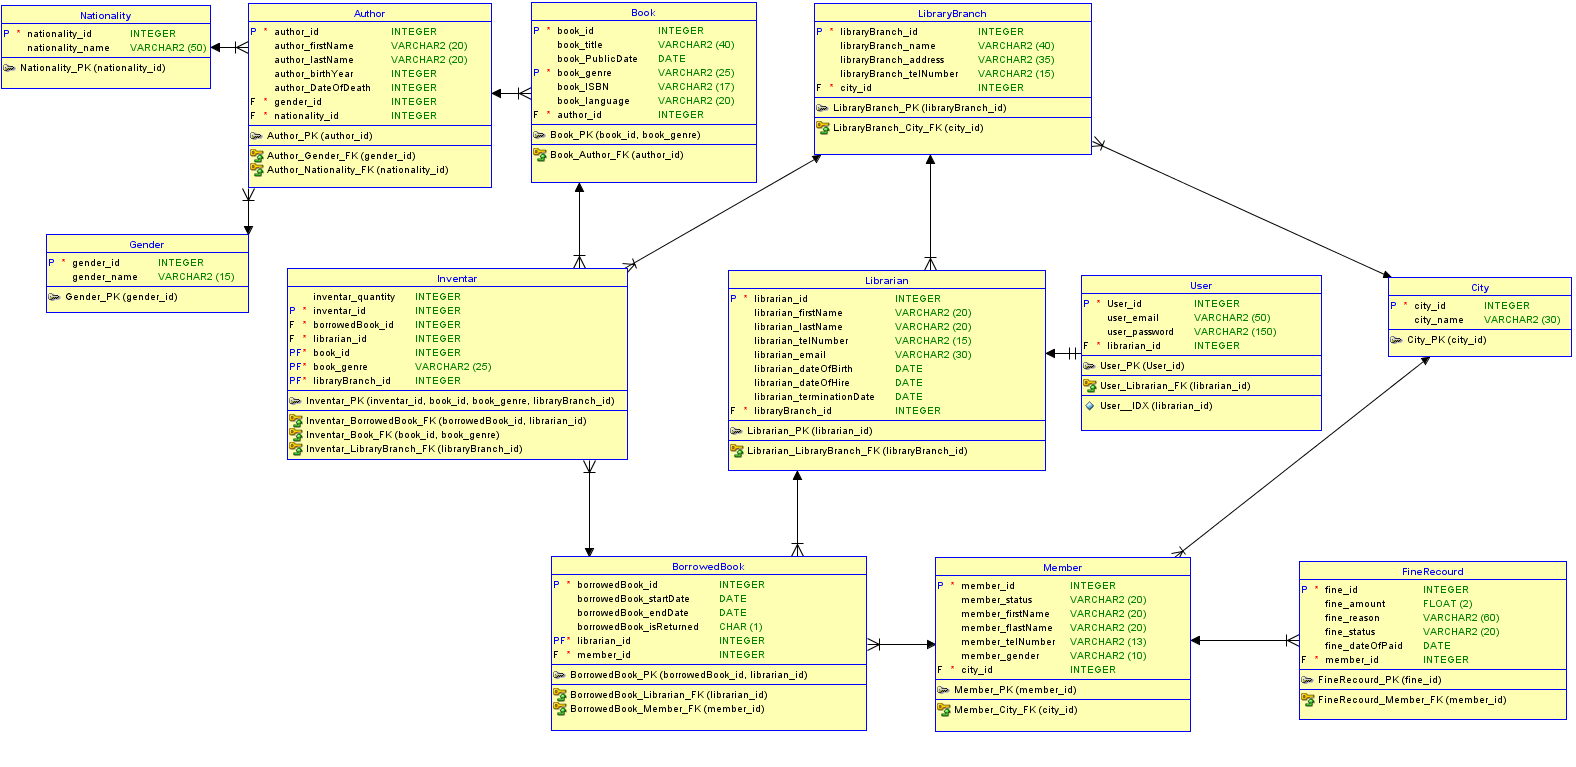 Nationality
P * nationality_id INTEGER
nationality_name VARCHAR2 (50)
Nationality_PK (nationality_id)
Author
P * author_id INTEGER
author_firstName VARCHAR2 (20)
author_lastName VARCHAR2 (20)
author_birthYear INTEGER
author_DateOfDeath INTEGER
F * gender_id INTEGER
F * nationality_id INTEGER
Author_PK (author_id)
Author_Gender_FK (gender_id)
Author_Nationality_FK (nationality_id)
Book
P * book_id INTEGER
book_title VARCHAR2 (40)
book_PublicDate DATE
P * book_genre VARCHAR2 (25)
book_ISBN VARCHAR2 (17)
book_language VARCHAR2 (20)
F * author_id INTEGER
Book_PK (book_id, book_genre)
Book_Author_FK (author_id)
LibraryBranch
P * libraryBranch_id INTEGER
libraryBranch_name VARCHAR2 (40)
libraryBranch_address VARCHAR2 (35)
libraryBranch_telNumber VARCHAR2 (15)
F * city_id INTEGER
LibraryBranch_PK (libraryBranch_id)
LibraryBranch_City_FK (city_id)
Gender
P * gender_id INTEGER
gender_name VARCHAR2 (15)
Gender_PK (gender_id)
Inventar
inventar_quantity INTEGER
P * inventar_id INTEGER
F * borrowedBook_id INTEGER
F * librarian_id INTEGER
PF* book_id INTEGER
PF* book_genre VARCHAR2 (25)
PF* libraryBranch_id INTEGER
Inventar_PK (inventar_id, book_id, book_genre, libraryBranch_id)
Inventar_BorrowedBook_FK (borrowedBook_id, librarian_id)
Inventar_Book_FK (book_id, book_genre)
Inventar_LibraryBranch_FK (libraryBranch_id)
Librarian
P * librarian_id INTEGER
librarian_firstName VARCHAR2 (20)
librarian_lastName VARCHAR2 (20)
librarian_telNumber VARCHAR2 (15)
librarian_email VARCHAR2 (30)
librarian_dateOfBirth DATE
librarian_dateOfHire DATE
librarian_terminationDate DATE
F * libraryBranch_id INTEGER
Librarian_PK (librarian_id)
Librarian_LibraryBranch_FK (libraryBranch_id)
User
P * User_id INTEGER
user_email VARCHAR2 (50)
user_password VARCHAR2 (150)
F * librarian_id INTEGER
User_PK (User_id)
User_Librarian_FK (librarian_id)
User__IDX (librarian_id)
City
P * city_id INTEGER
city_name VARCHAR2 (30)
City_PK (city_id)
BorrowedBook
P * borrowedBook_id INTEGER
borrowedBook_startDate DATE
borrowedBook_endDate DATE
borrowedBook_isReturned CHAR (1)
PF* librarian_id INTEGER
F * member_id INTEGER
BorrowedBook_PK (borrowedBook_id, librarian_id)
BorrowedBook_Librarian_FK (librarian_id)
BorrowedBook_Member_FK (member_id)
Member
P * member_id INTEGER
member_status VARCHAR2 (20)
member_firstName VARCHAR2 (20)
member_flastName VARCHAR2 (20)
member_telNumber VARCHAR2 (13)
member_gender VARCHAR2 (10)
F * city_id INTEGER
Member_PK (member_id)
Member_City_FK (city_id)
FineRecourd
P * fine_id INTEGER
fine_amount FLOAT (2)
fine_reason VARCHAR2 (60)
fine_status VARCHAR2 (20)
fine_dateOfPaid DATE
F * member_id INTEGER
FineRecourd_PK (fine_id)
FineRecourd_Member_FK (member_id)